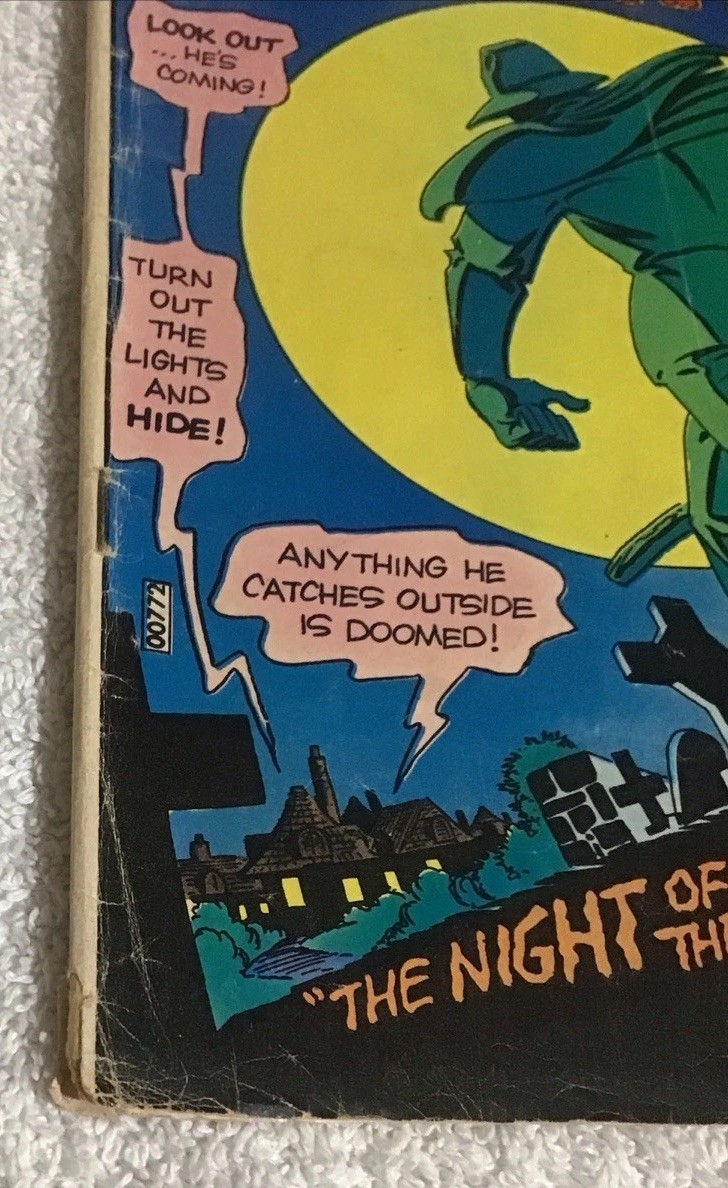 LOOK OUT
... HE'S
COMING!
TURN
OUT
THE
LIGHTS
AND
HIDE!
ANYTHING HE
CATCHES OUTSIDE
IS DOOMED!
00772
"THE NIGHT OF